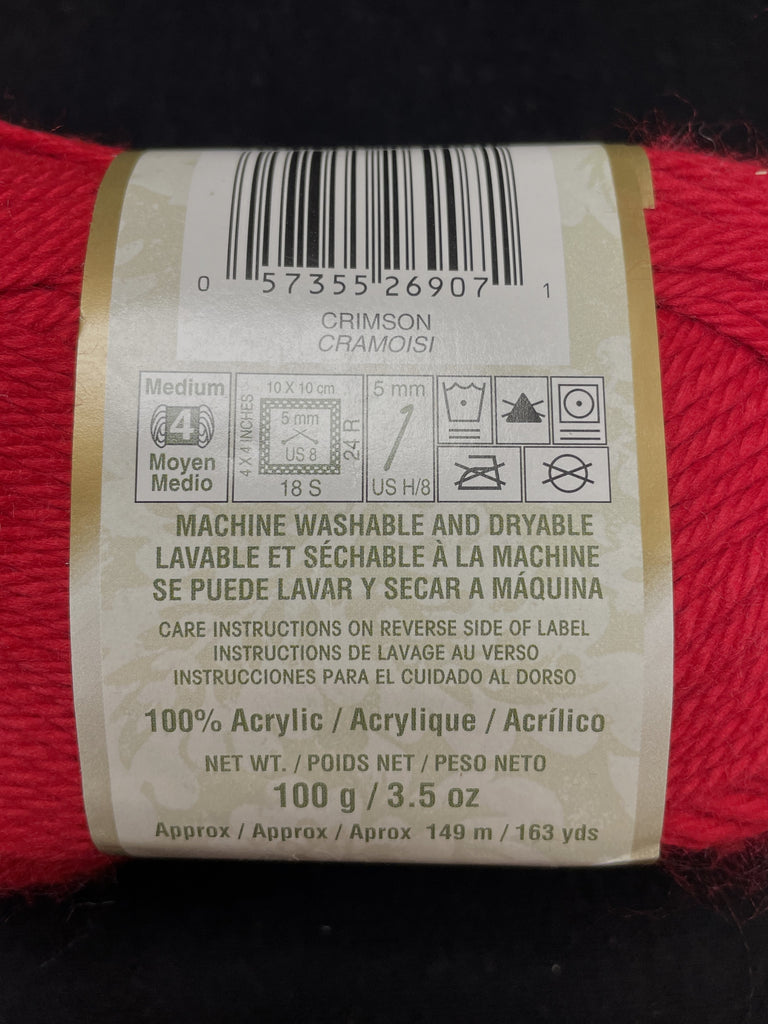 0 57355 26907 1
CRIMSON
CRAMOISI
Medium
4
Moyen
Medio
10 X 10 cm
4 X 4 INCHES
5 mm
US 8
24 R
18 S
5 mm
US H/8
MACHINE WASHABLE AND DRYABLE
LAVABLE ET SÉCHABLE À LA MACHINE
SE PUEDE LAVAR Y SECAR A MÁQUINA
CARE INSTRUCTIONS ON REVERSE SIDE OF LABEL
INSTRUCTIONS DE LAVAGE AU VERSO
INSTRUCCIONES PARA EL CUIDADO AL DORSO
100% Acrylic / Acrylique / Acrílico
NET WT. / POIDS NET / PESO NETO
100 g / 3.5 oz
Approx / Approx / Aprox 149 m / 163 yds